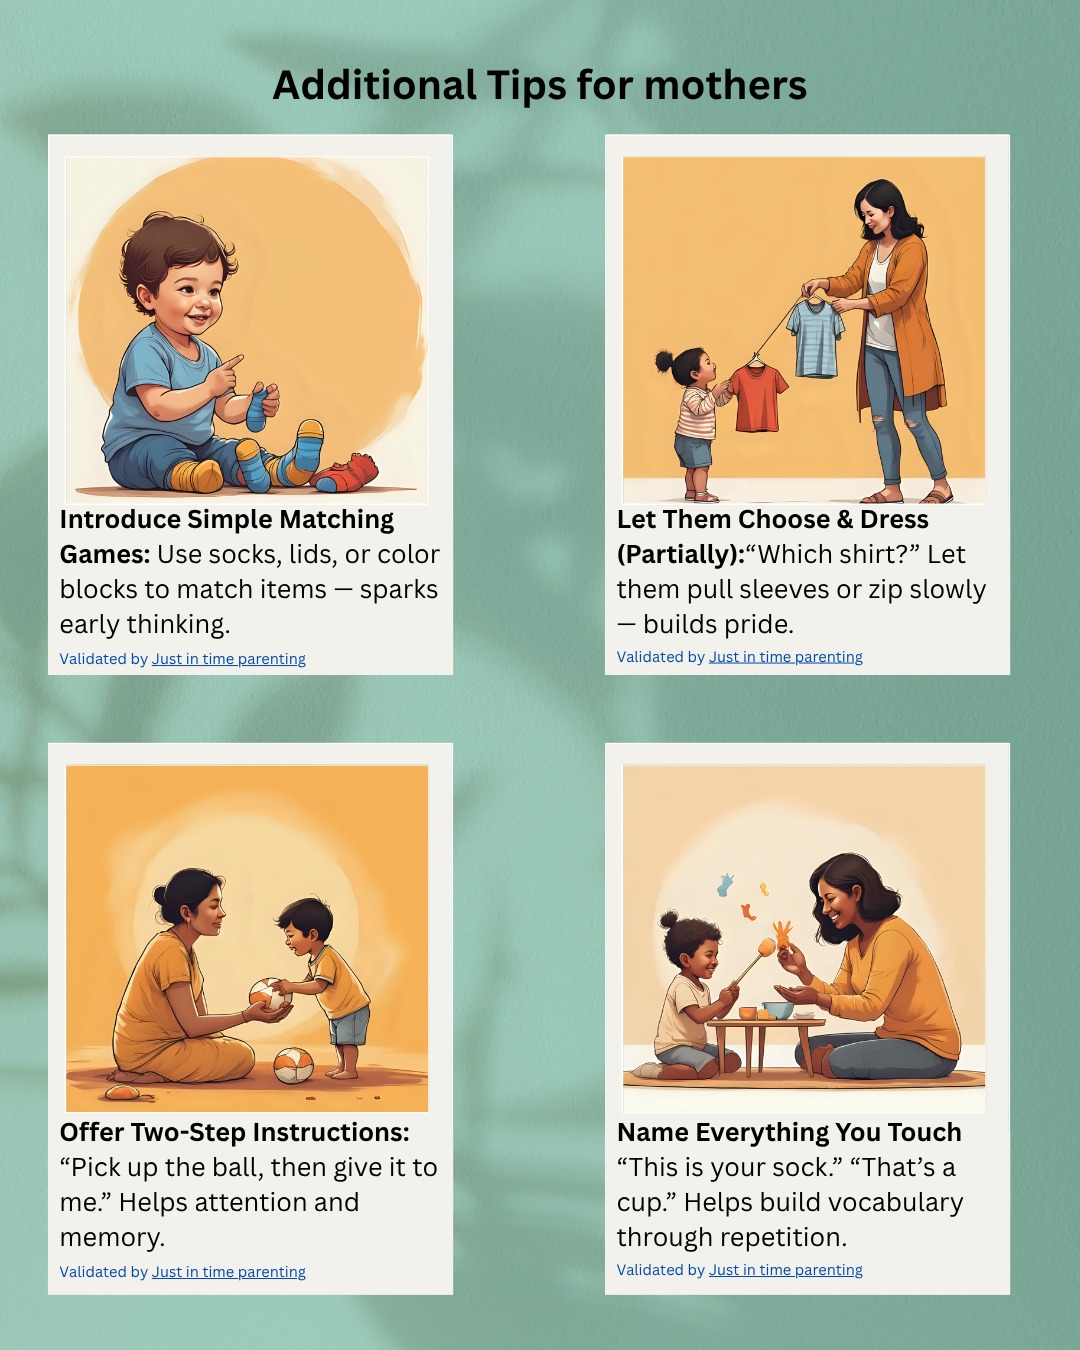 Additional Tips for mothers
Introduce Simple Matching
Games: Use socks, lids, or color
blocks to match items — sparks
early thinking.
Validated by Just in time parenting
Let Them Choose & Dress
(Partially):“Which shirt?” Let
them pull sleeves or zip slowly
— builds pride.
Validated by Just in time parenting
Offer Two-Step Instructions:
“Pick up the ball, then give it to
me.” Helps attention and
memory.
Validated by Just in time parenting
Name Everything You Touch
“This is your sock.” “That’s a
cup.” Helps build vocabulary
through repetition.
Validated by Just in time parenting